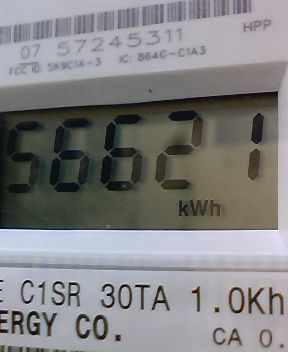 07 57245311
HPP
FCC ID: SK9C1A-3 IC: 864G-C1A3
56621
kWh
E C1SR 30TA 1.0Kh
ERGY CO.
CA 0.